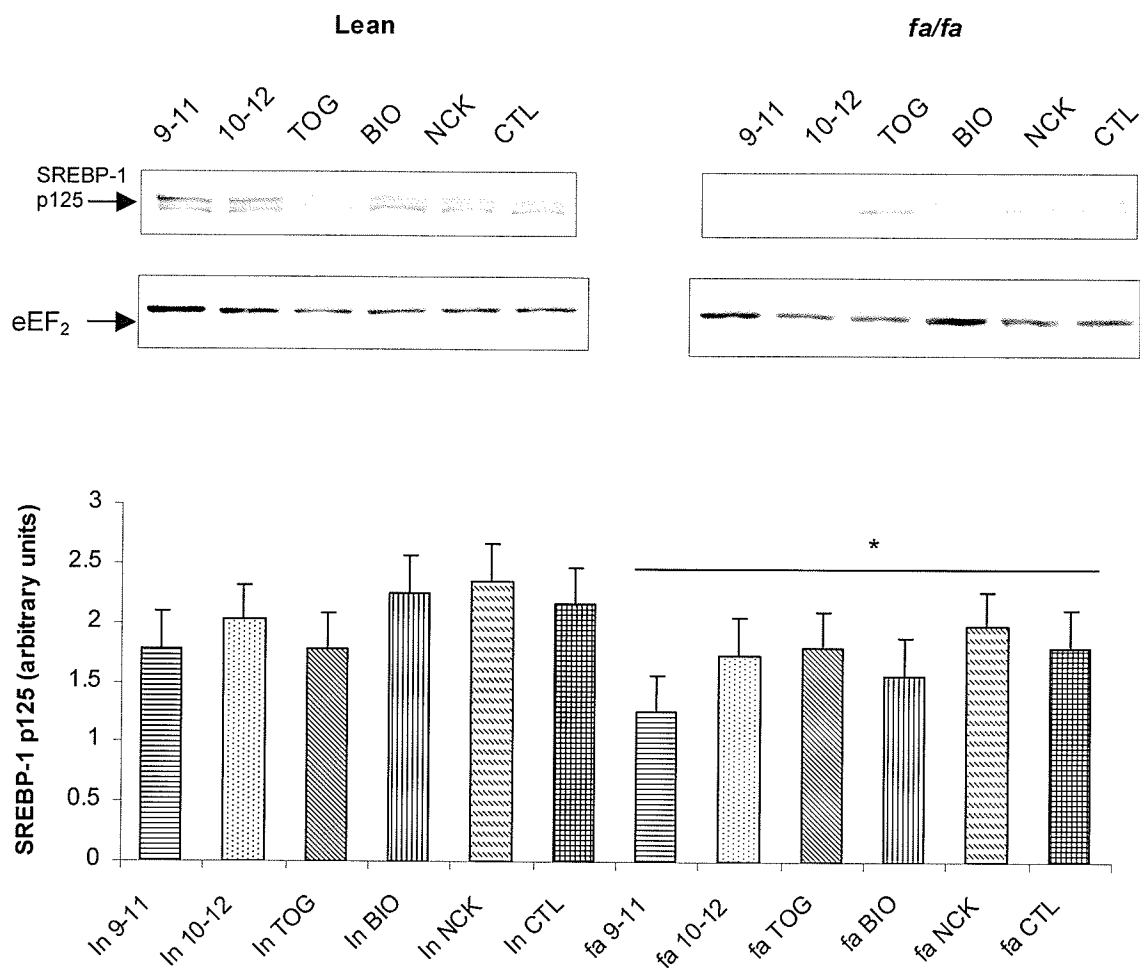 Lean
fa/fa
9-11 10-12 TOG BIO NCK CTL
9-11 10-12 TOG BIO NCK CTL
SREBP-1
p125
eEF₂
SREBP-1 p125 (arbitrary units)
3
2.5
2
1.5
1
0.5
0
*
ln 9-11
ln 10-12
ln TOG
ln BIO
ln NCK
ln CTL
fa 9-11
fa 10-12
fa TOG
fa BIO
fa NCK
fa CTL